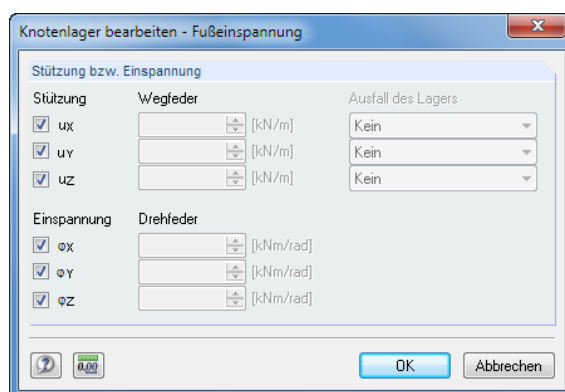 Knotenlager bearbeiten - Fußeinspannung
Stützung bzw. Einspannung
Stützung Wegfeder Ausfall des Lagers
uX [kN/m] Kein
uY [kN/m] Kein
uZ [kN/m] Kein
Einspannung Drehfeder
φX [kNm/rad]
φY [kNm/rad]
φZ [kNm/rad]
0.00 OK Abbrechen